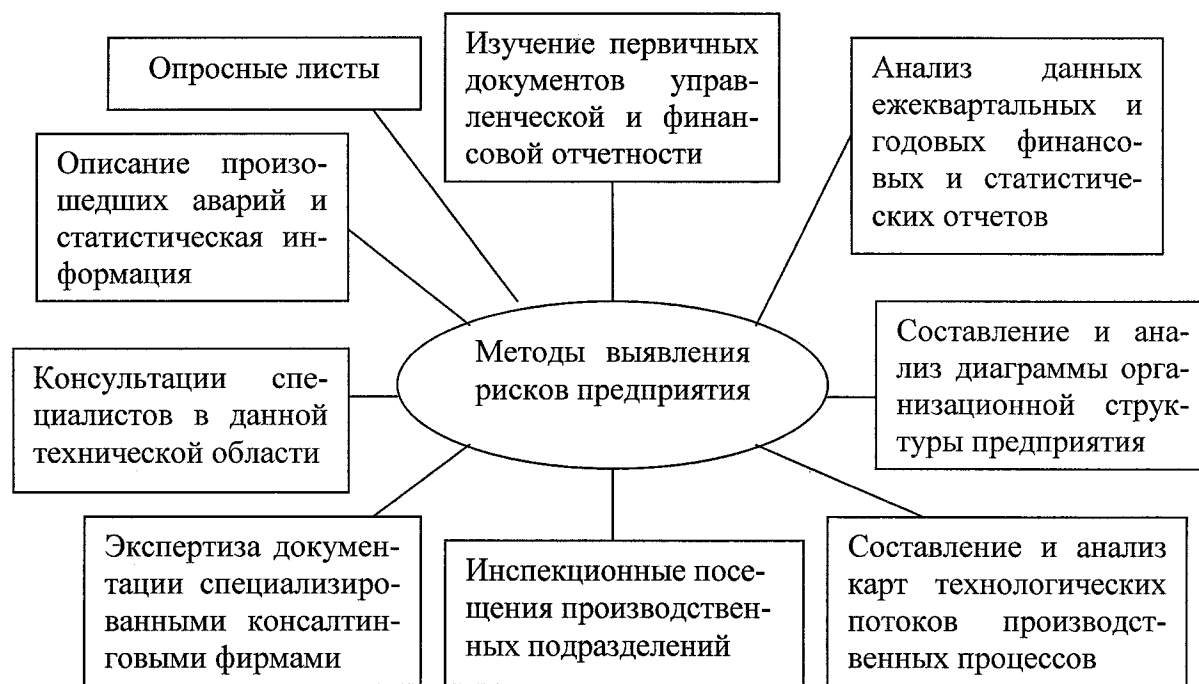 Опросные листы
Изучение первичных
документов управ-
ленческой и финан-
совой отчетности
Анализ данных
ежеквартальных и
годовых финансо-
вых и статистиче-
ских отчетов
Описание произо-
шедших аварий и
статистическая ин-
формация
Методы выявления
рисков предприятия
Составление и ана-
лиз диаграммы орга-
низационной струк-
туры предприятия
Консультации спе-
циалистов в данной
технической области
Экспертиза докумен-
тации специализиро-
ванными консалтин-
говыми фирмами
Инспекционные посе-
щения производствен-
ных подразделений
Составление и анализ
карт технологических
потоков производст-
венных процессов